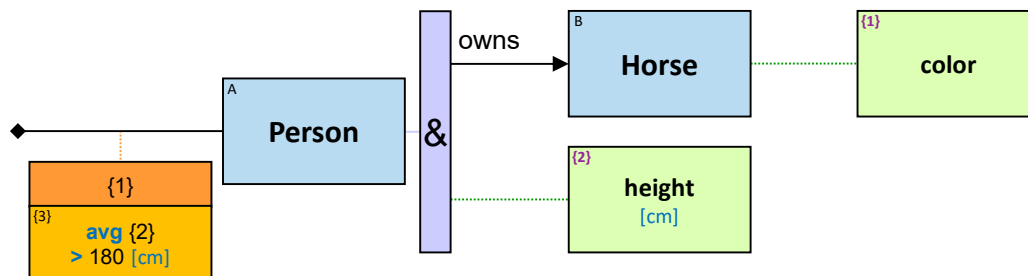 owns
A
Person
&
B
Horse
{1}
color
{2}
height
[cm]
{1}
{3}
avg {2}
> 180 [cm]